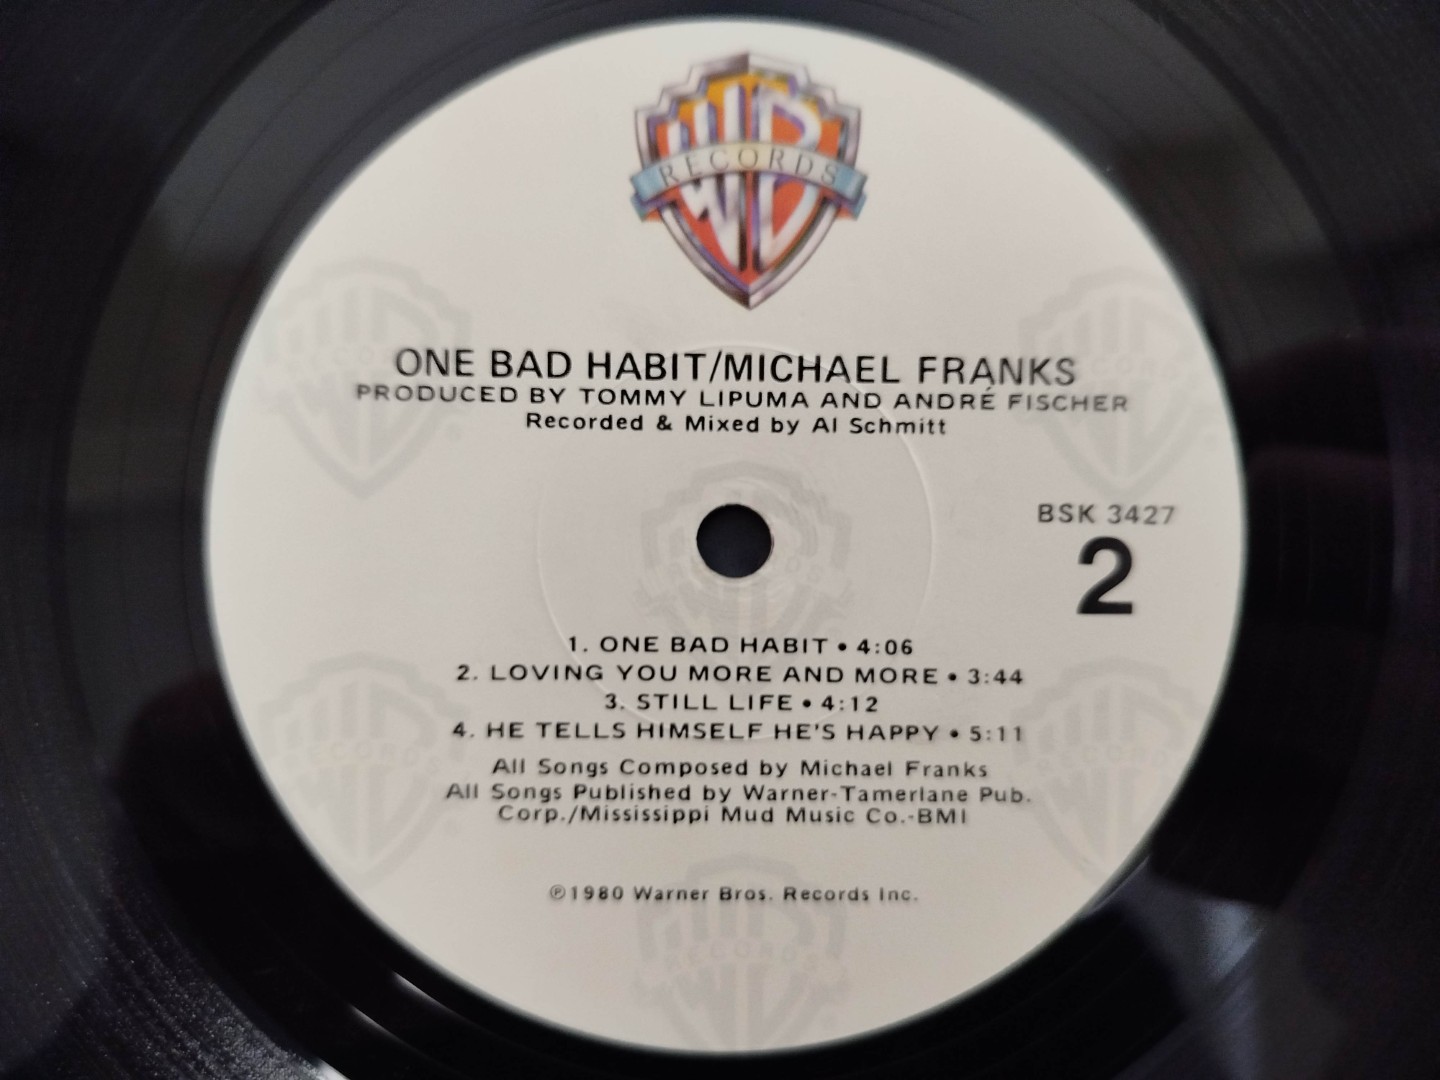 WB
RECORDS
ONE BAD HABIT/MICHAEL FRANKS
PRODUCED BY TOMMY LIPUMA AND ANDRÉ FISCHER
Recorded & Mixed by Al Schmitt
BSK 3427
2
1. ONE BAD HABIT • 4:06
2. LOVING YOU MORE AND MORE • 3:44
3. STILL LIFE • 4:12
4. HE TELLS HIMSELF HE'S HAPPY • 5:11
All Songs Composed by Michael Franks
All Songs Published by Warner-Tamerlane Pub.
Corp./Mississippi Mud Music Co.-BMI
℗1980 Warner Bros. Records Inc.